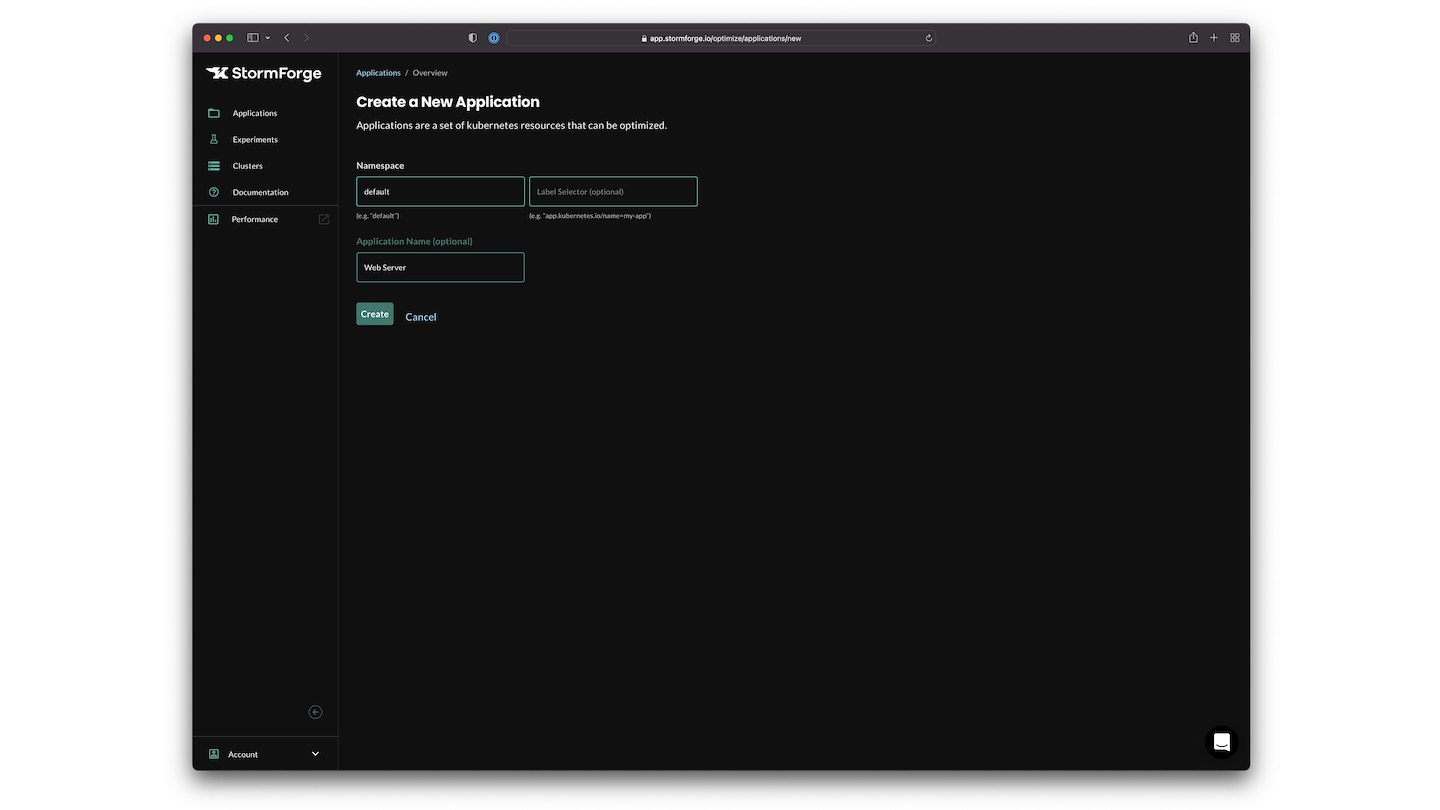 app.stormforge.io/optimize/applications/new
StormForge
Applications
Experiments
Clusters
Documentation
Performance
Account
Applications / Overview
Create a New Application
Applications are a set of kubernetes resources that can be optimized.
Namespace
default
Label Selector (optional)
(e.g. "default")
(e.g. "app.kubernetes.io/name=my-app")
Application Name (optional)
Web Server
Create
Cancel